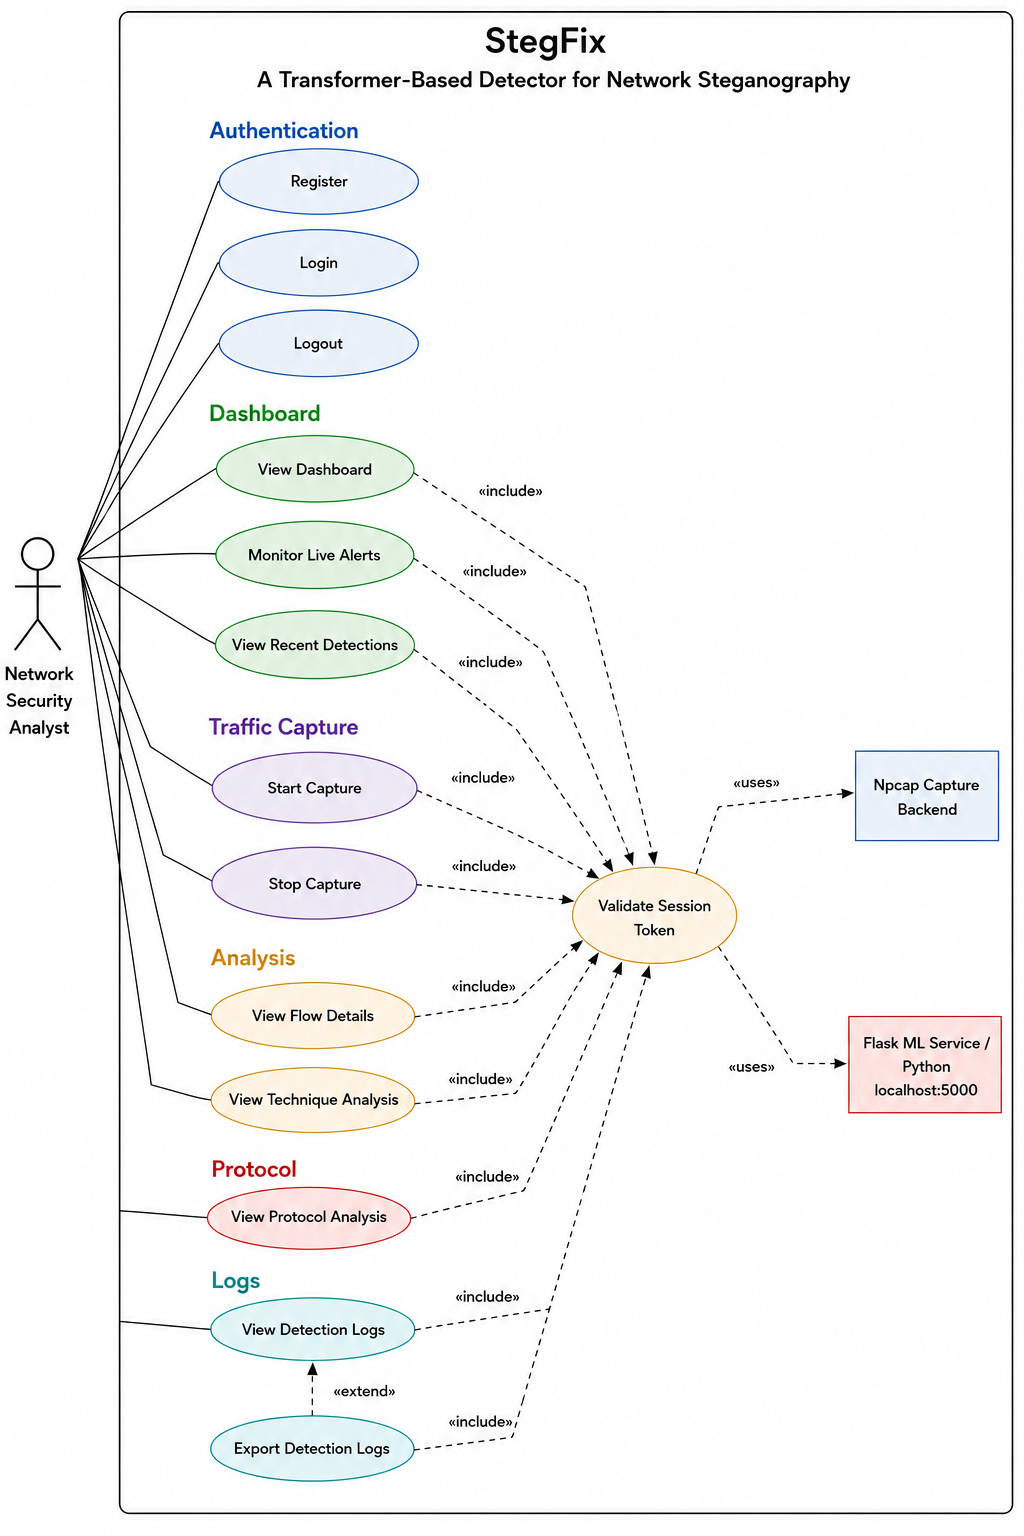 StegFix
A Transformer-Based Detector for Network Steganography
Authentication
Register
Login
Logout
Dashboard
View Dashboard
«include»
Monitor Live Alerts
«include»
View Recent Detections
«include»
Network
Security
Analyst
Traffic Capture
Start Capture
«include»
«uses»
Npcap Capture
Backend
Stop Capture
«include»
Validate Session
Token
Analysis
View Flow Details
«include»
View Technique Analysis
«include»
«uses»
Flask ML Service /
Python
localhost:5000
Protocol
View Protocol Analysis
«include»
Logs
View Detection Logs
«include»
«extend»
Export Detection Logs
«include»